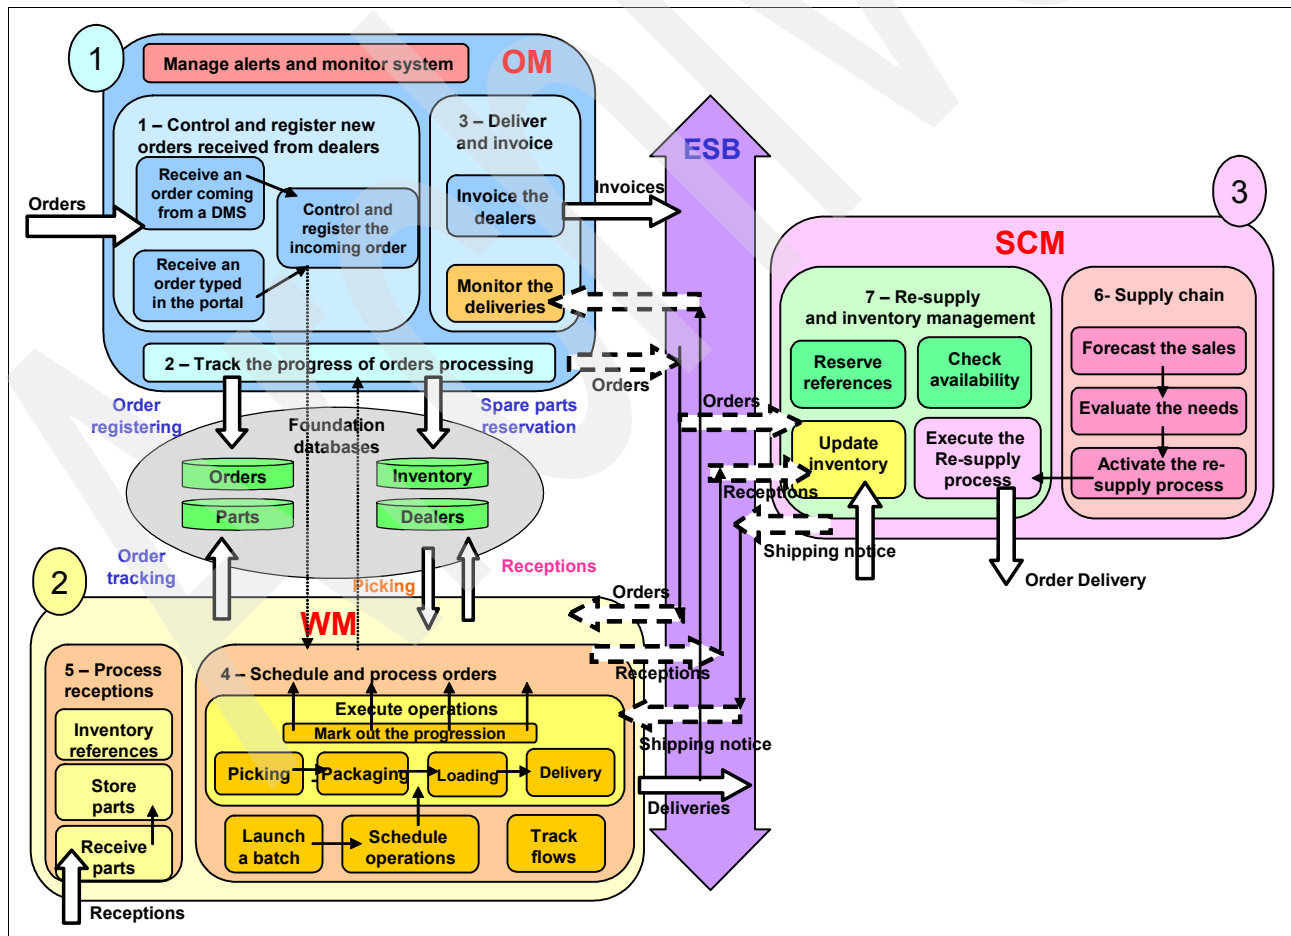 1
Manage alerts and monitor system
OM
1 – Control and register new
orders received from dealers
Receive an
order coming
from a DMS
Control and
register the
incoming order
Receive an
order typed
in the portal
3 – Deliver
and invoice
Invoice the
dealers
Monitor the
deliveries
2 – Track the progress of orders processing
Orders
Invoices
ESB
Orders
3
SCM
7 – Re-supply
and inventory management
Reserve
references
Check
availability
Update
inventory
Execute the
Re-supply
process
6- Supply chain
Forecast the sales
Evaluate the needs
Activate the re-
supply process
Orders
Receptions
Shipping notice
Order Delivery
Order
registering
Spare parts
reservation
Foundation
databases
Orders
Parts
Inventory
Dealers
Order
tracking
Picking
Receptions
2
WM
Orders
Receptions
Shipping notice
Deliveries
5 – Process
receptions
Inventory
references
Store
parts
Receive
parts
Receptions
4 – Schedule and process orders
Execute operations
Mark out the progression
Picking
Packaging
Loading
Delivery
Launch
a batch
Schedule
operations
Track
flows